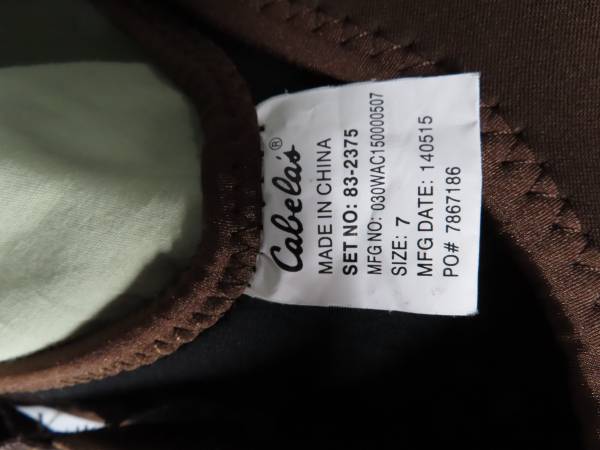 Cabela's®
MADE IN CHINA
SET NO: 83-2375
MFG NO: 030WAC150000507
SIZE: 7
MFG DATE: 140515
PO# 7867186